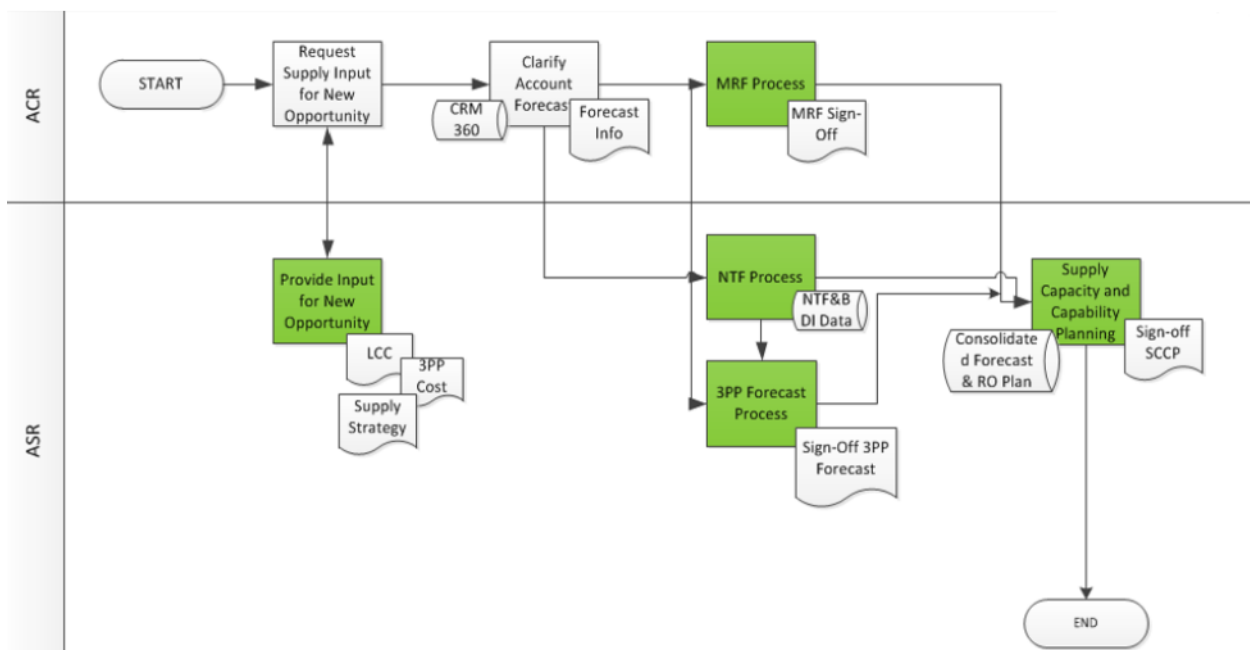 ACR
START
Request
Supply Input
for New
Opportunity
Clarify
Account
Forecast
CRM
360
Forecast
Info
MRF Process
MRF Sign-
Off
ASR
Provide Input
for New
Opportunity
LCC
3PP
Cost
Supply
Strategy
NTF Process
NTF&B
DI Data
3PP Forecast
Process
Sign-Off 3PP
Forecast
Supply
Capacity and
Capability
Planning
Consolidate
d Forecast
& RO Plan
Sign-off
SCCP
END